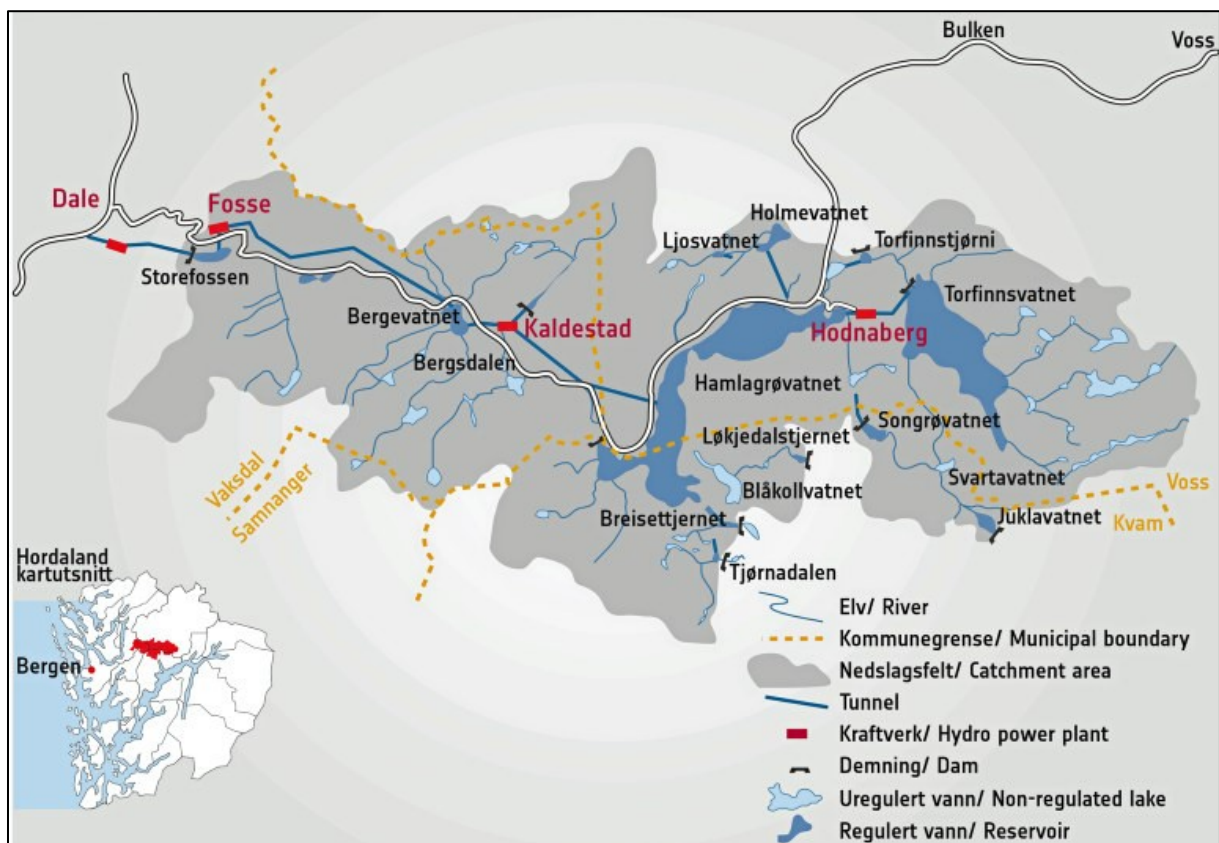 Bulken
Voss
Dale
Fosse
Holmevatnet
Ljosvatnet
Torfinnstjørni
Storefossen
Torfinnsvatnet
Bergevatnet
Kaldestad
Hodnaberg
Bergsdalen
Hamlagrøvatnet
Løkjedalstjernet
Songrøvatnet
Svartavatnet
Vaksdal
Samnanger
Blåkollvatnet
Voss
Kvam
Breisettjernet
Juklavatnet
Tjørnadalen
Hordaland
kartutsnitt
Bergen
Elv/ River
Kommunegrense/ Municipal boundary
Nedslagsfelt/ Catchment area
Tunnel
Kraftverk/ Hydro power plant
Demning/ Dam
Uregulert vann/ Non-regulated lake
Regulert vann/ Reservoir